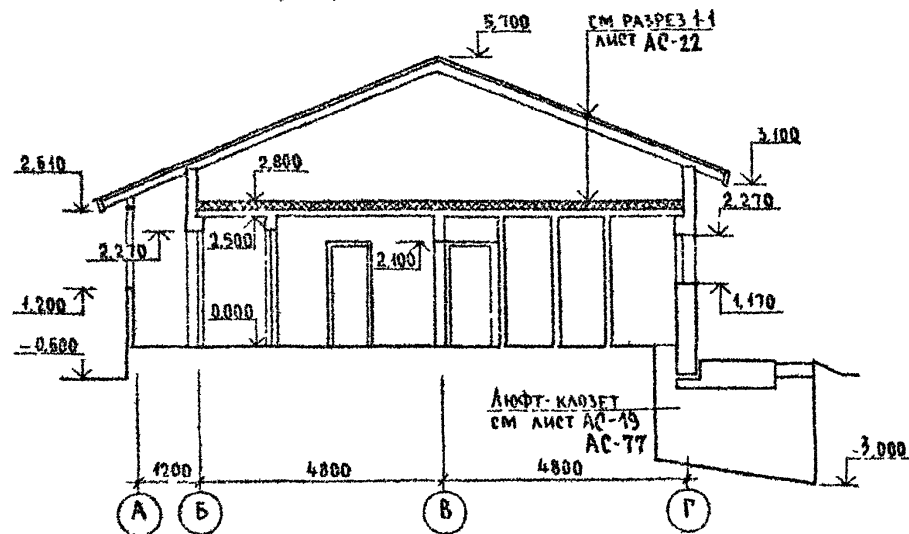 5,700
СМ РАЗРЕЗ 1-1
ЛИСТ АС-22
2,610
2,800
3,100
2,270
2,500
2,270
2,100
1,200
0,000
1,170
-0,600
ЛЮФТ-КЛОЗЕТ
СМ ЛИСТ АС-19
АС-77
-3,000
1200
4800
4800
А
Б
В
Г